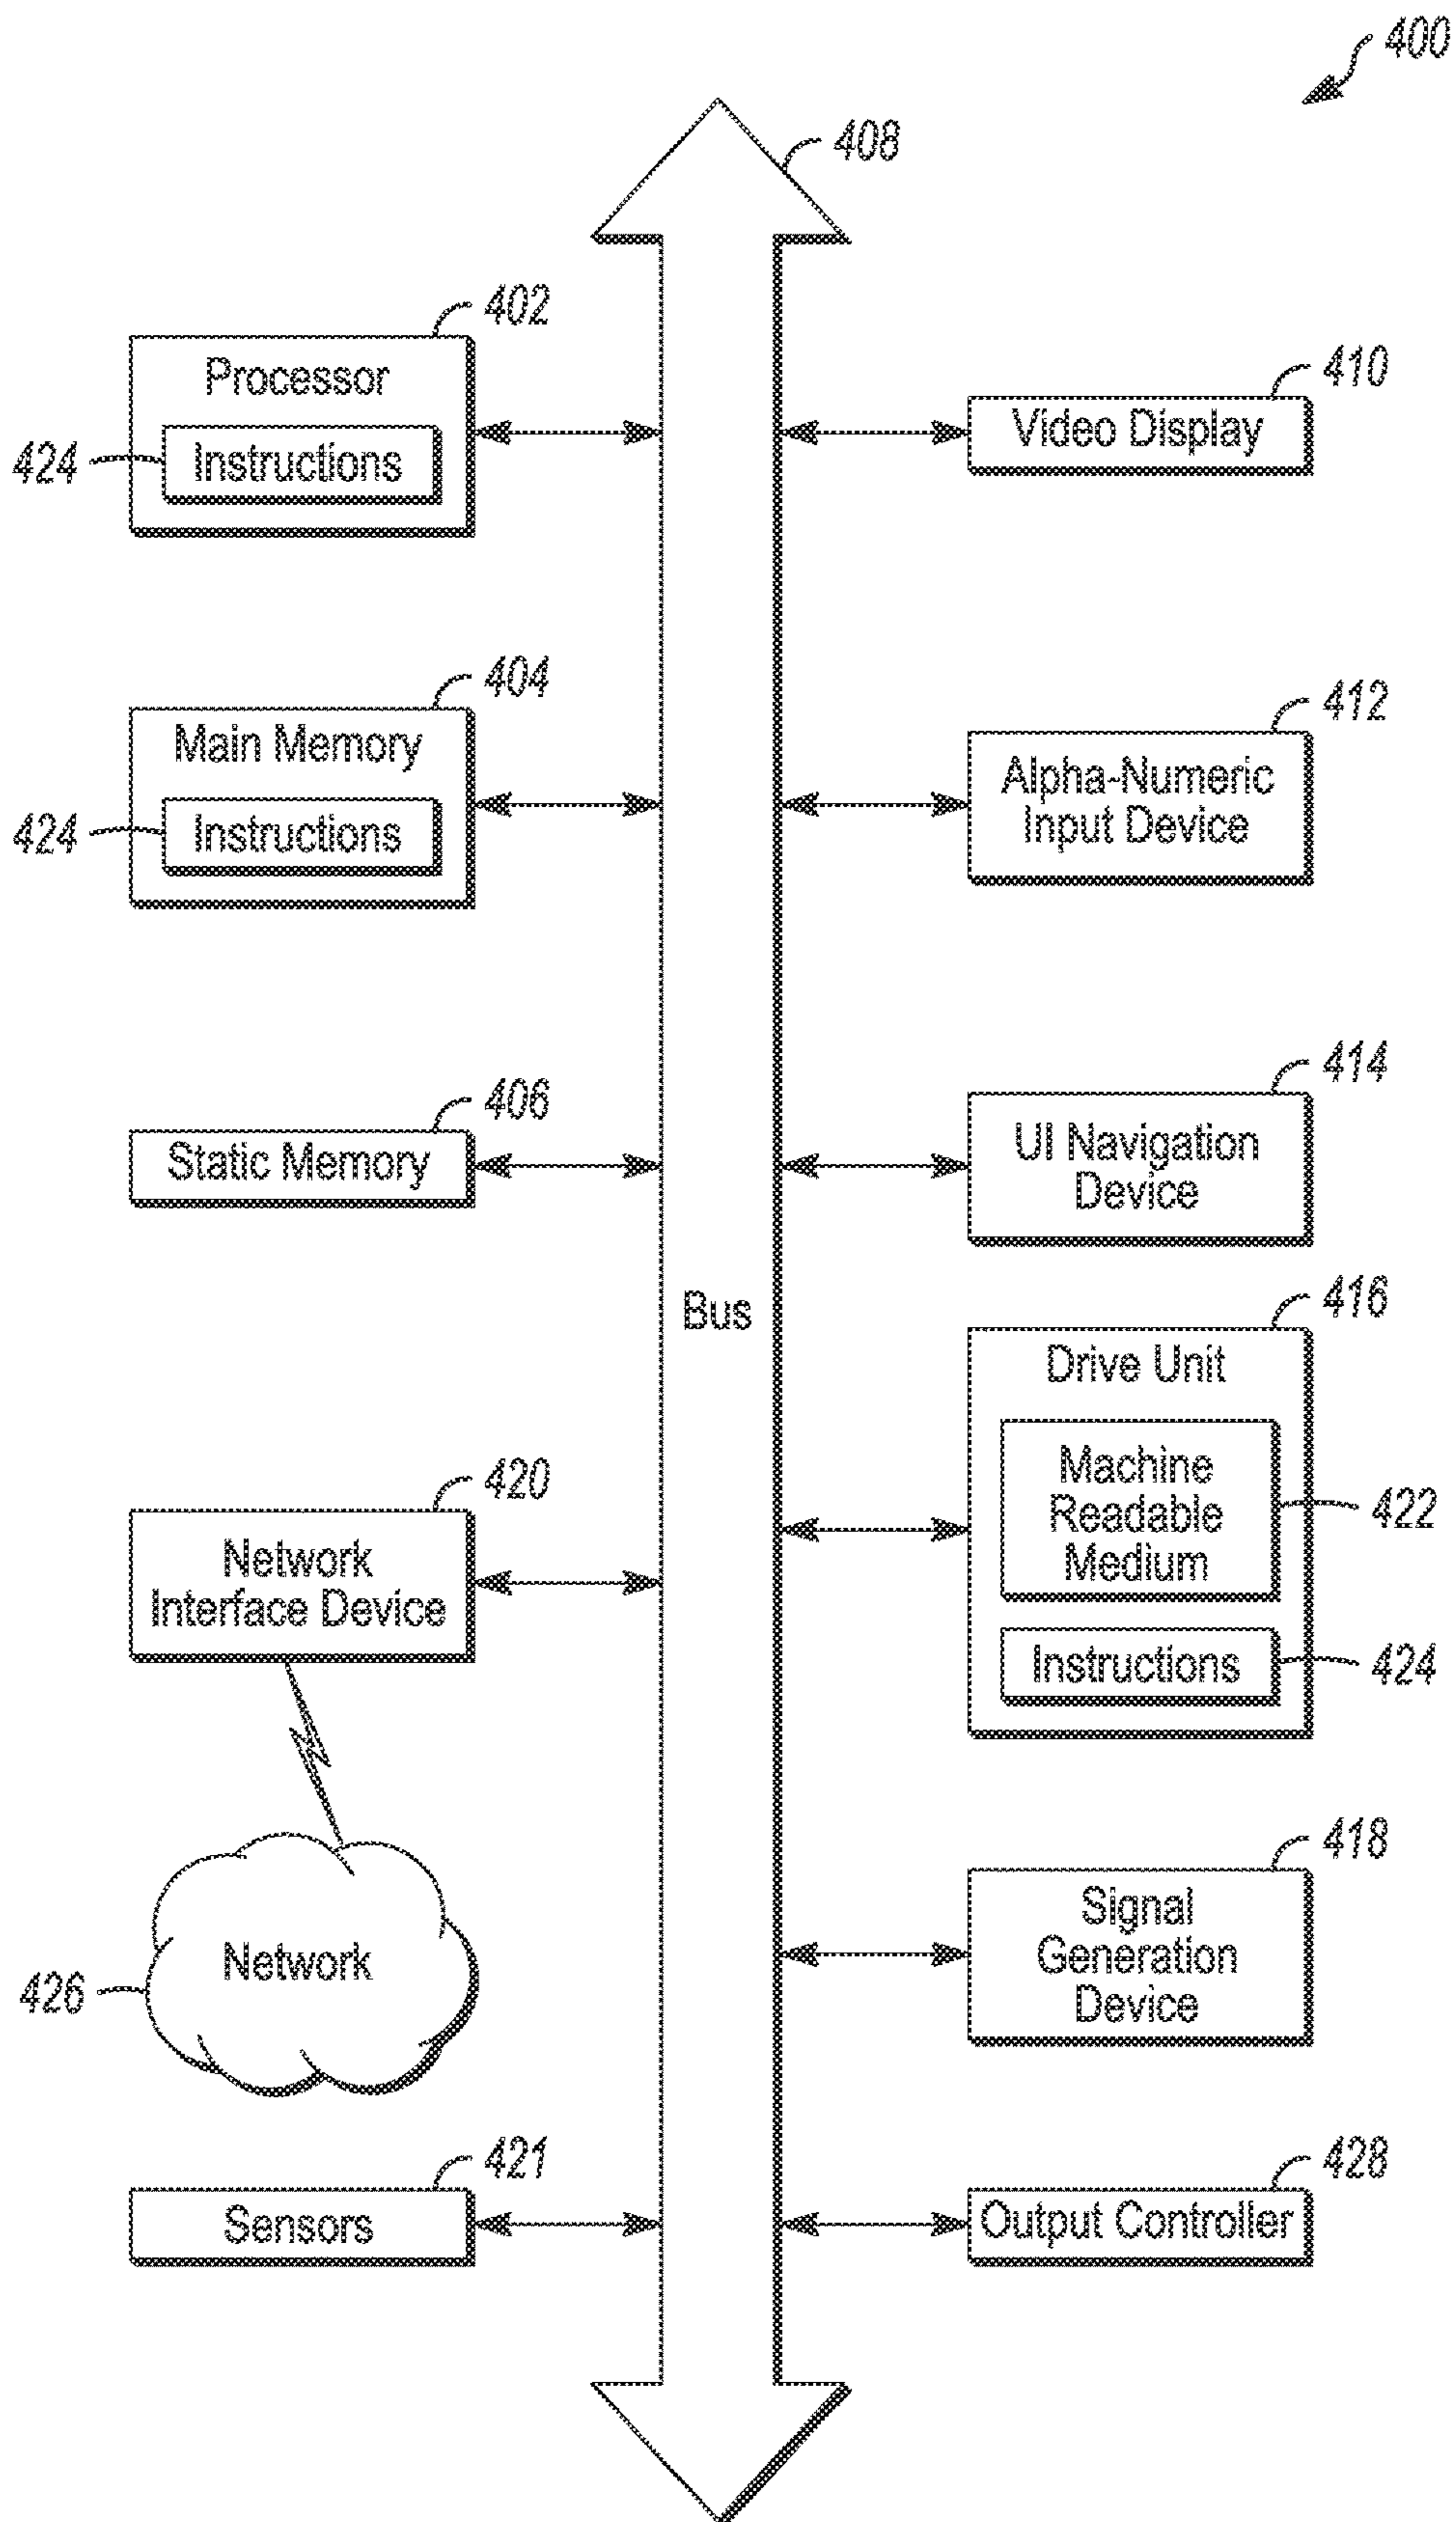 400
408
402
Processor
424
Instructions
410
Video Display
404
Main Memory
424
Instructions
412
Alpha-Numeric
Input Device
406
Static Memory
414
UI Navigation
Device
Bus
416
Drive Unit
Machine
Readable
Medium
422
Instructions
424
420
Network
Interface Device
426
Network
418
Signal
Generation
Device
421
Sensors
428
Output Controller